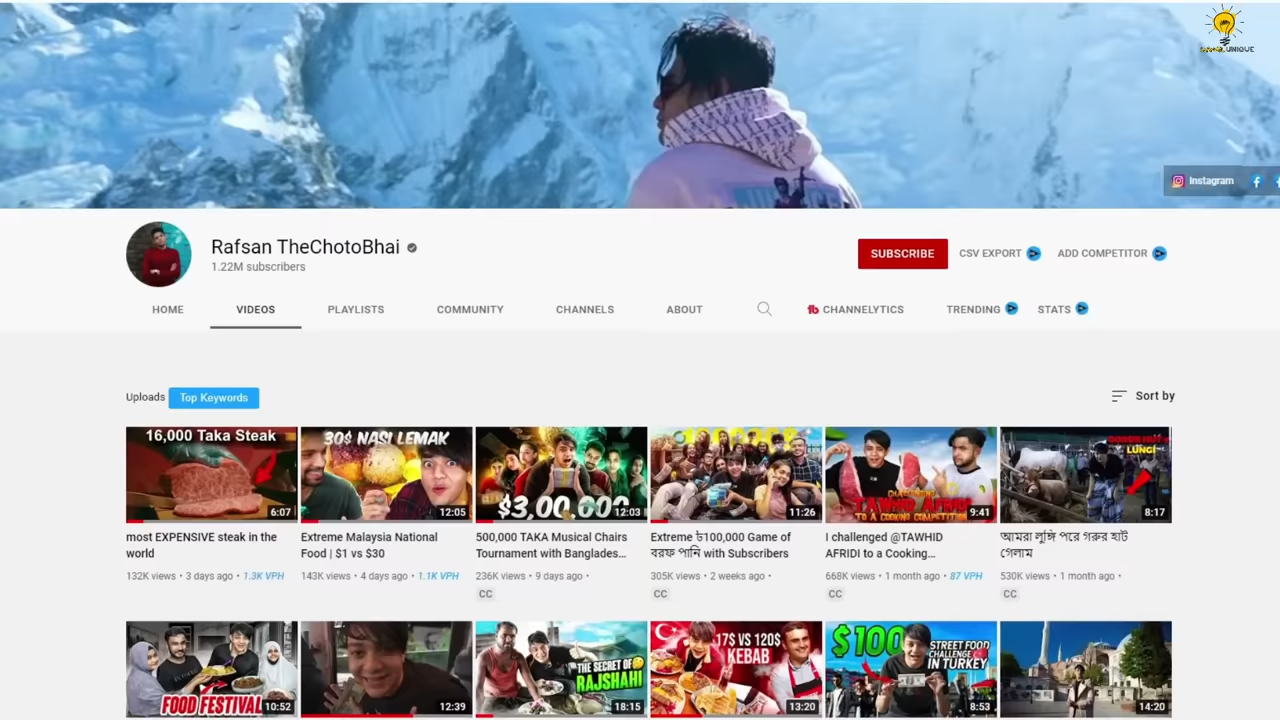 UNIQUE
Instagram
Rafsan TheChotoBhai
1.22M subscribers
SUBSCRIBE
CSV EXPORT
ADD COMPETITOR
HOME
VIDEOS
PLAYLISTS
COMMUNITY
CHANNELS
ABOUT
CHANNELYTICS
TRENDING
STATS
Uploads
Top Keywords
Sort by
16,000 Taka Steak
6:07
30$ NASI LEMAK
12:05
$3,00,000
12:03
11:26
CHALLENGING
TAWHID AFRIDI
TO A COOKING COMPETITION
9:41
LUNGI
8:17
most EXPENSIVE steak in the
world
132K views • 3 days ago • 1.3K VPH
Extreme Malaysia National
Food | $1 vs $30
143K views • 4 days ago • 1.1K VPH
500,000 TAKA Musical Chairs
Tournament with Banglades...
236K views • 9 days ago •
CC
Extreme ৳100,000 Game of
বরফ পানি with Subscribers
305K views • 2 weeks ago •
CC
I challenged @TAWHID
AFRIDI to a Cooking...
668K views • 1 month ago • 87 VPH
CC
আমরা লুঙ্গি পরে গরুর হাট
গেলাম
530K views • 1 month ago •
CC
FOOD FESTIVAL
10:52
12:39
THE SECRET OF
RAJSHAHI
18:15
17$ VS 120$
KEBAB
13:20
$100
STREET FOOD
CHALLENGE
IN TURKEY
8:53
14:20